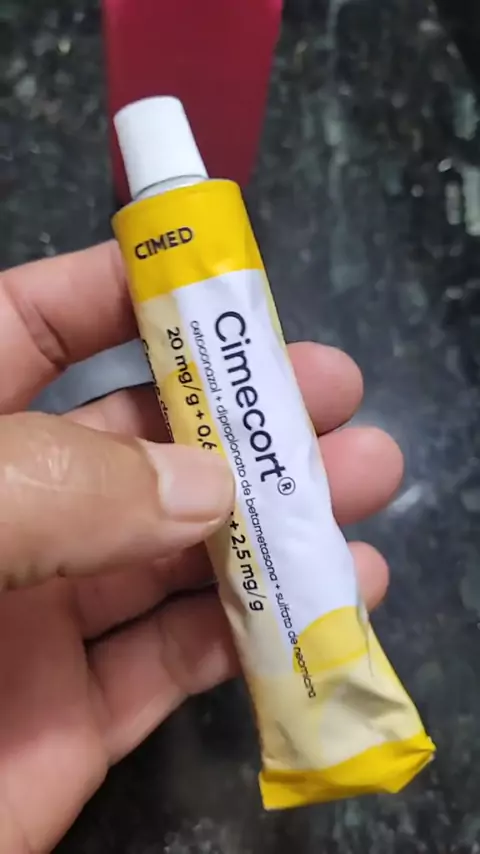 CIMED
Cimecort®
cetoconazol + dipropionato de betametasona + sulfato de neomicina
20 mg/g + 0,6 + 2,5 mg/g